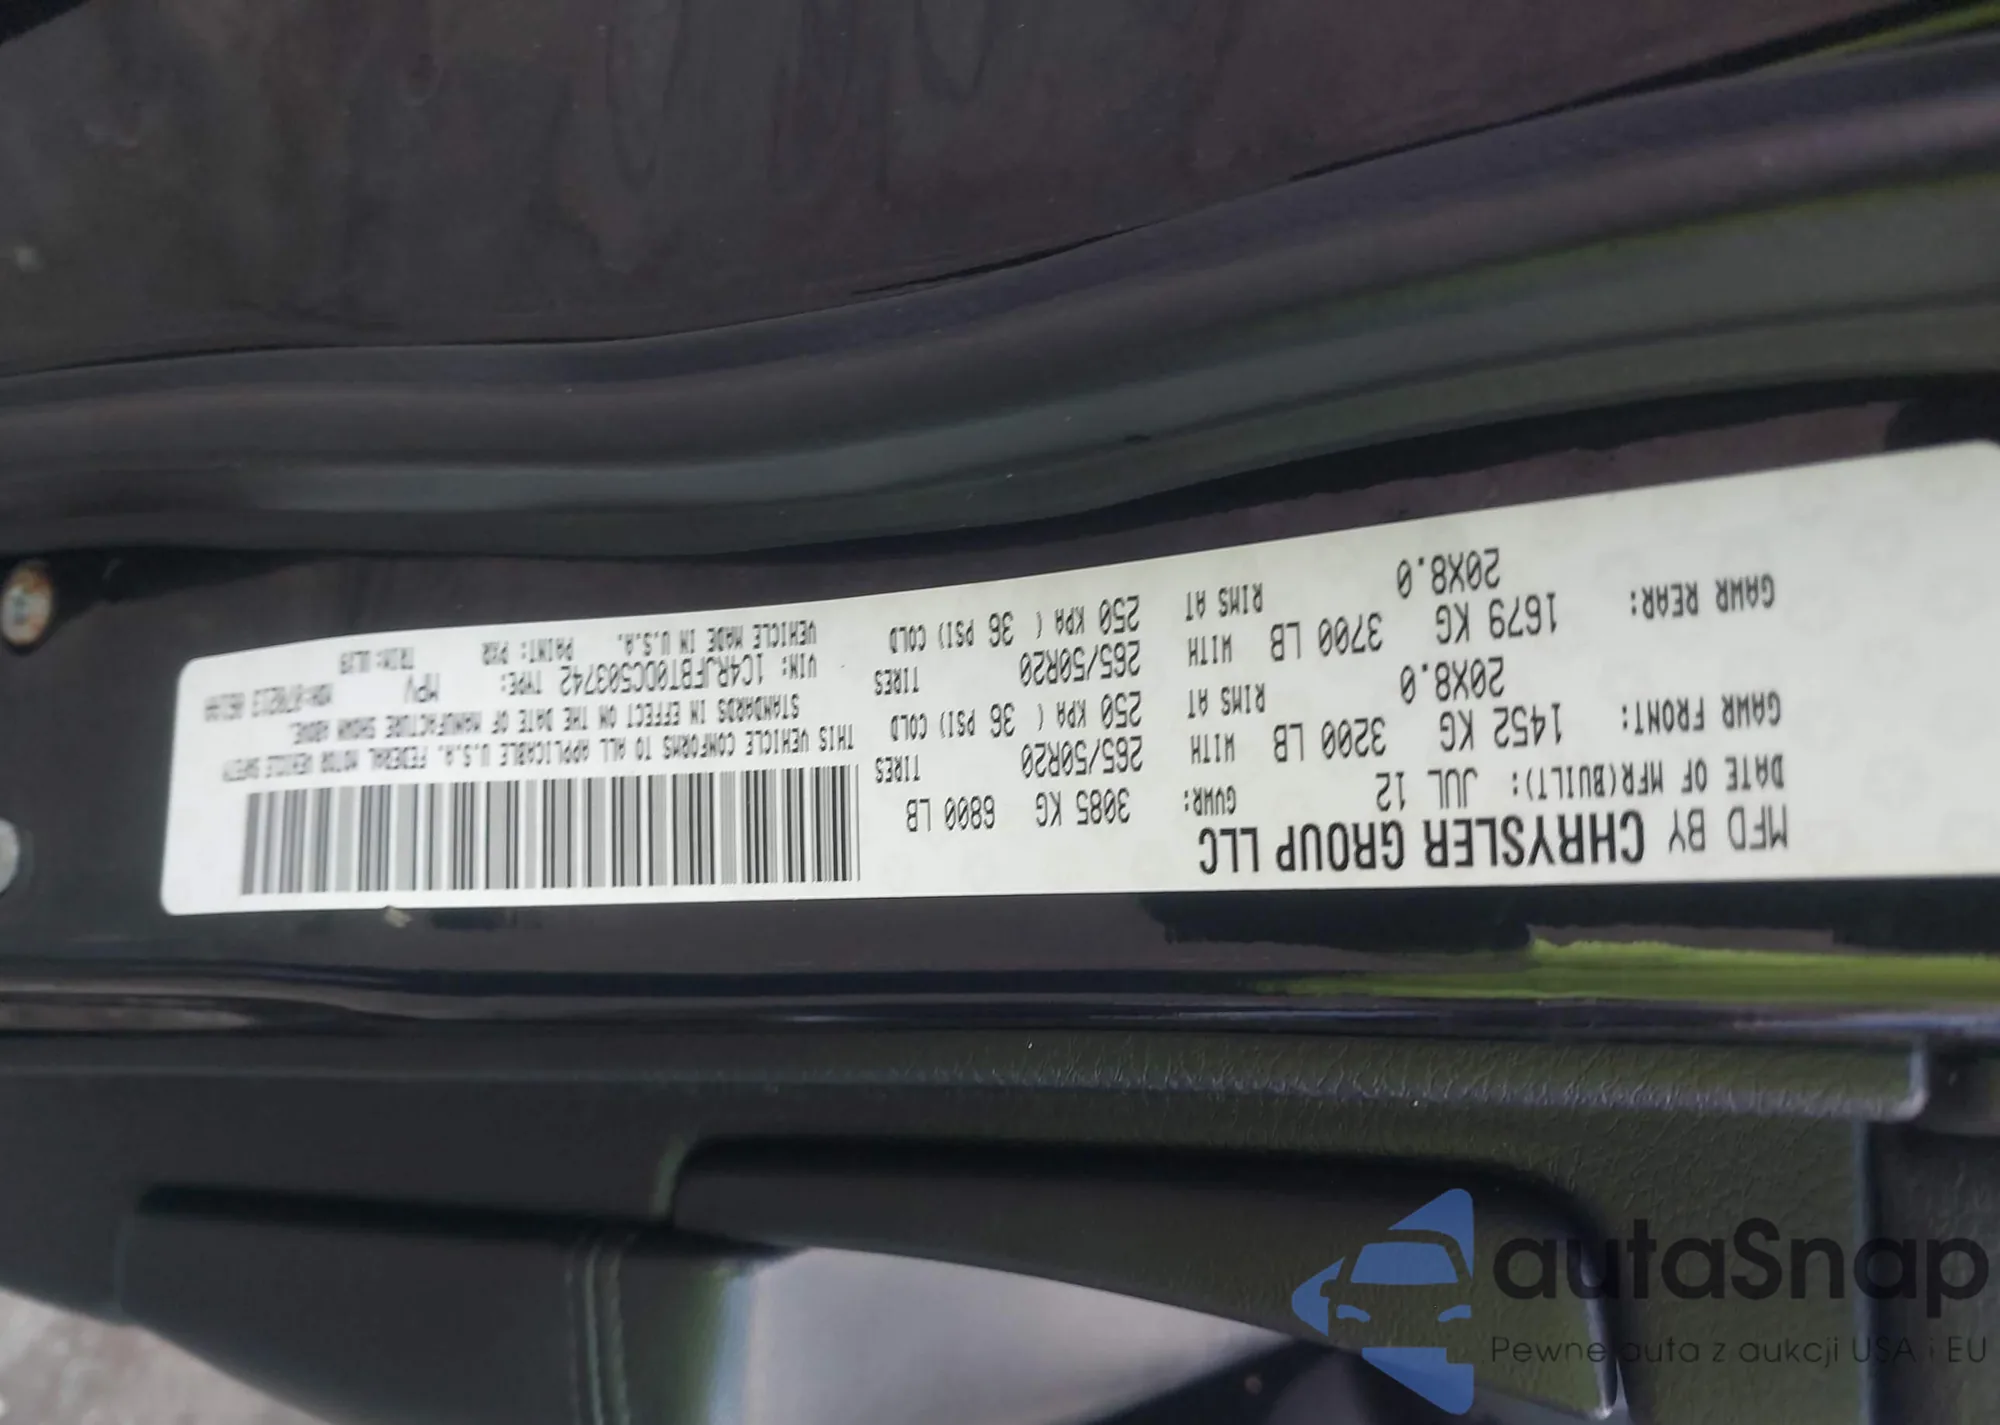 MFD BY CHRYSLER GROUP LLC
DATE OF MFR(BUILT): JUL 12 GVWR: 3085 KG 6800 LB
GAWR FRONT: 1452 KG 3200 LB WITH 265/50R20 TIRES
20X8.0 RIMS AT 250 KPA ( 36 PSI) COLD
GAWR REAR: 1679 KG 3700 LB WITH 265/50R20 TIRES
20X8.0 RIMS AT 250 KPA ( 36 PSI) COLD
THIS VEHICLE CONFORMS TO ALL APPLICABLE U.S.A. FEDERAL MOTOR VEHICLE SAFETY
STANDARDS IN EFFECT ON THE DATE OF MANUFACTURE SHOWN ABOVE.
VIN: 1C4RJFBT0DC503742 TYPE: MPV
VEHICLE MADE IN U.S.A. PAINT: PXR TRIM:
autaSnap
Pewne auta z aukcji USA i EU